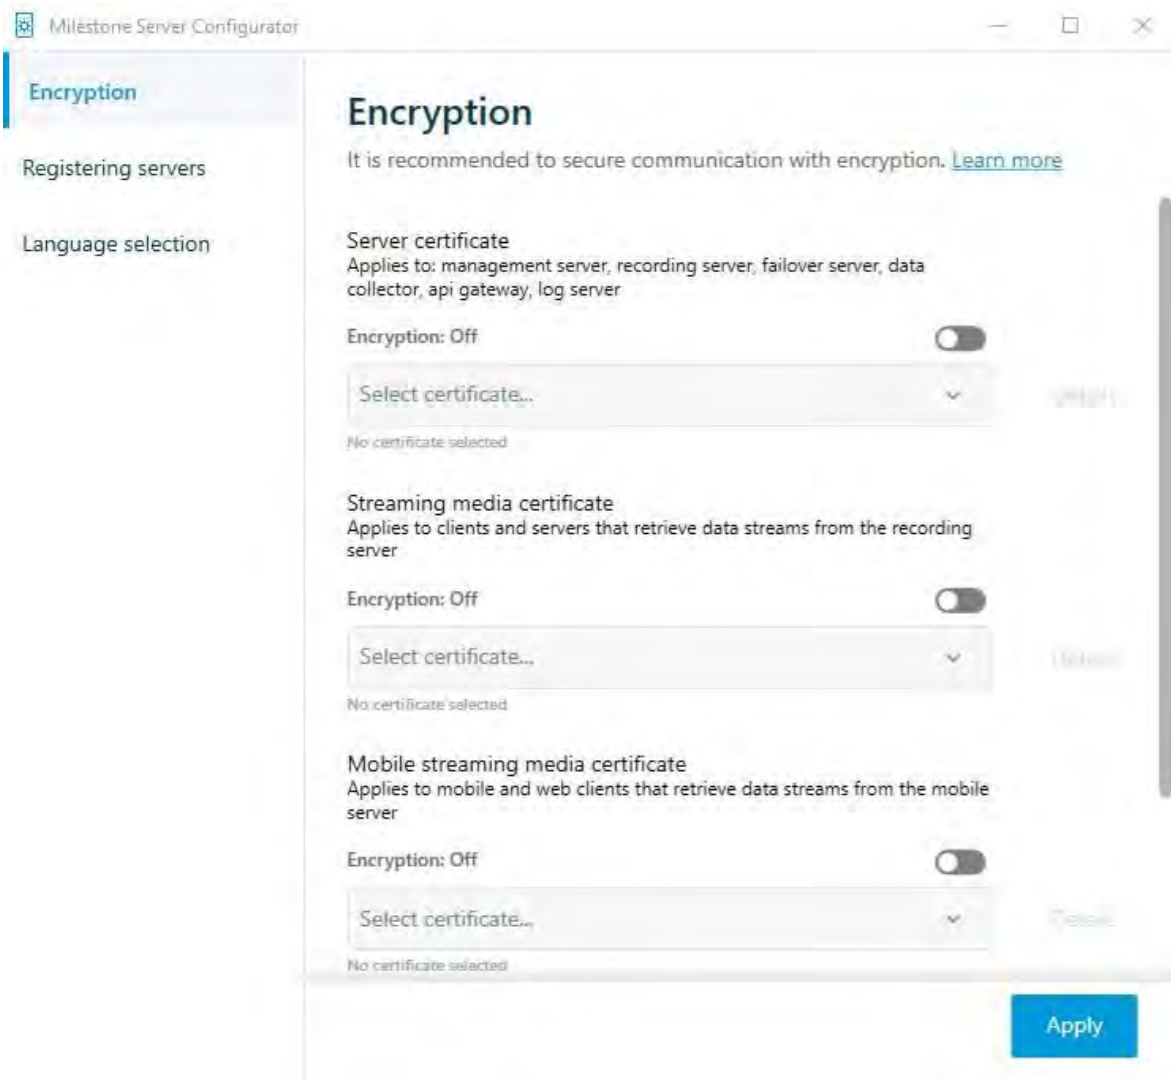 Milestone Server Configurator
Encryption
Registering servers
Language selection
Encryption
It is recommended to secure communication with encryption. Learn more
Server certificate
Applies to: management server, recording server, failover server, data
collector, api gateway, log server
Encryption: Off
Select certificate...
No certificate selected
Streaming media certificate
Applies to clients and servers that retrieve data streams from the recording
server
Encryption: Off
Select certificate...
No certificate selected
Mobile streaming media certificate
Applies to mobile and web clients that retrieve data streams from the mobile
server
Encryption: Off
Select certificate...
No certificate selected
Apply